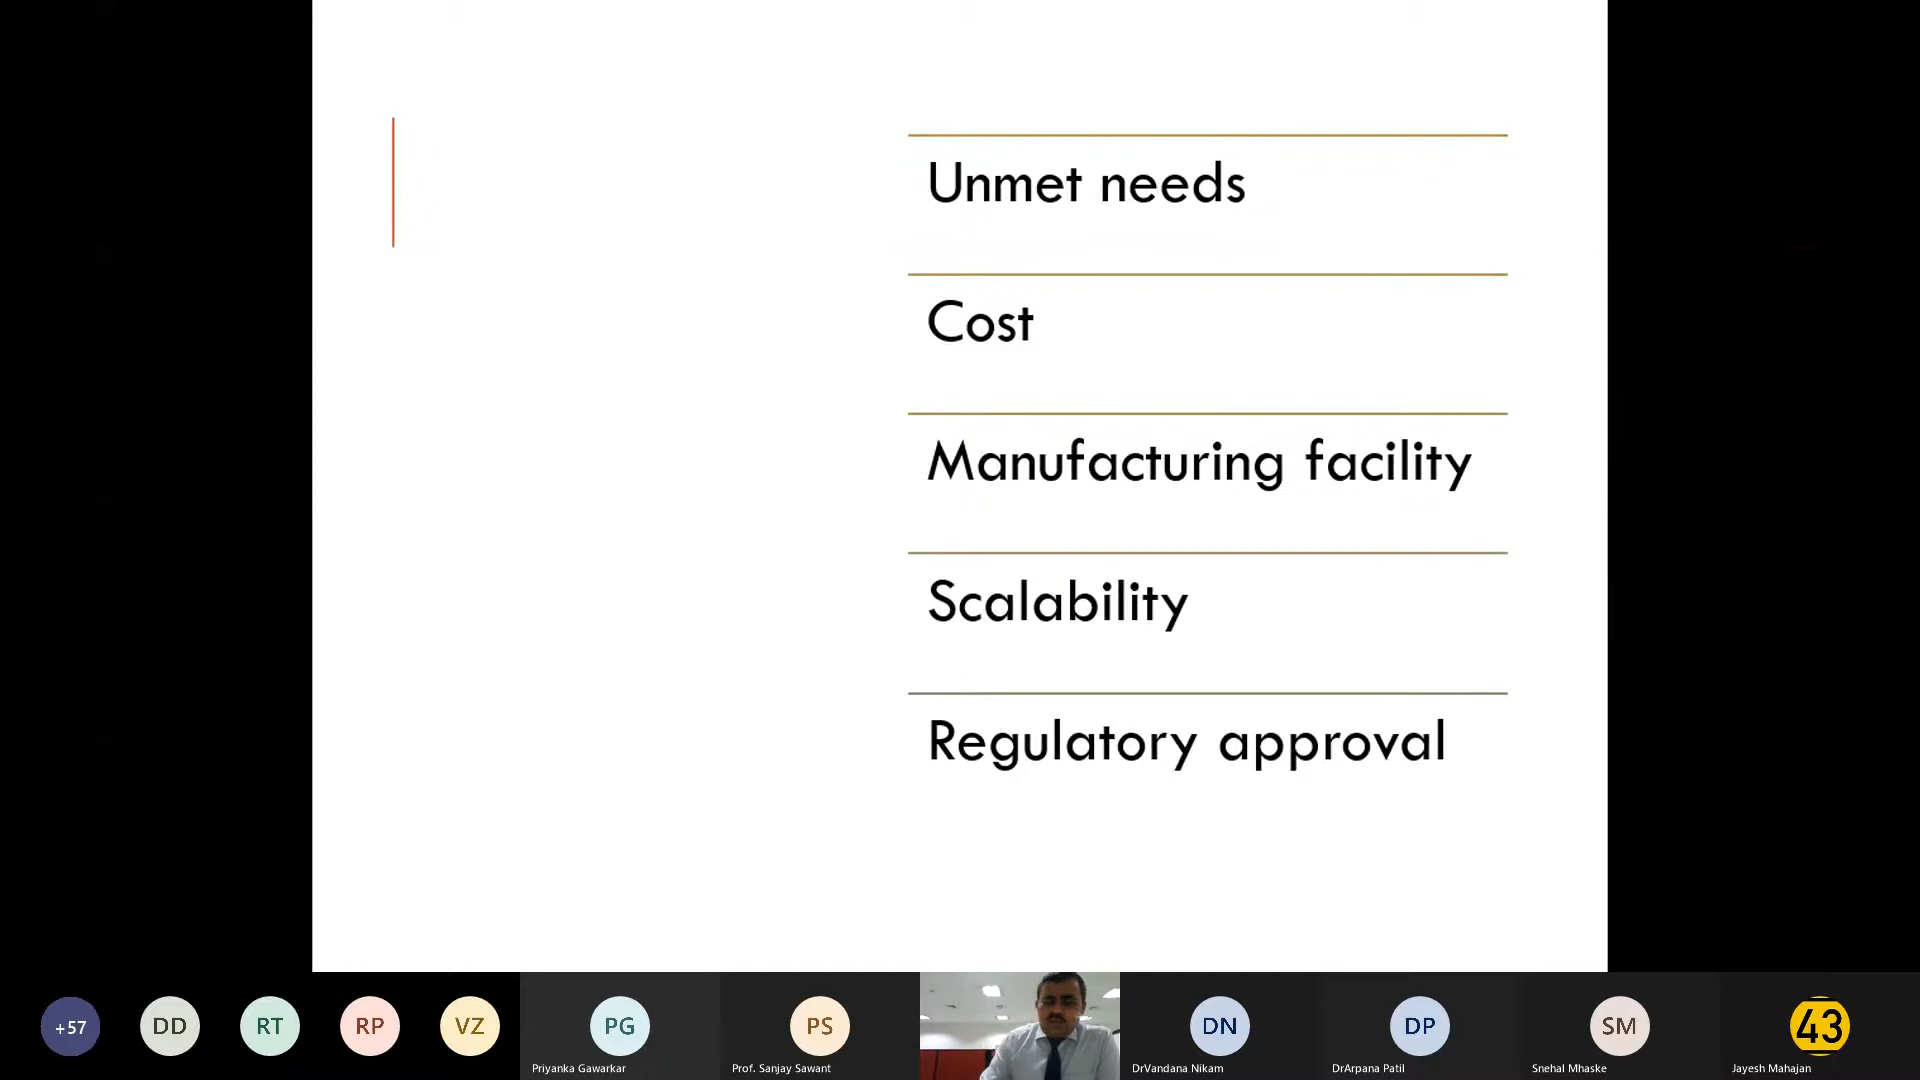 Unmet needs
Cost
Manufacturing facility
Scalability
Regulatory approval
+57
DD
RT
RP
VZ
PG
Priyanka Gawarkar
PS
Prof. Sanjay Sawant
DN
DrVandana Nikam
DP
DrArpana Patil
SM
Snehal Mhaske
43
Jayesh Mahajan